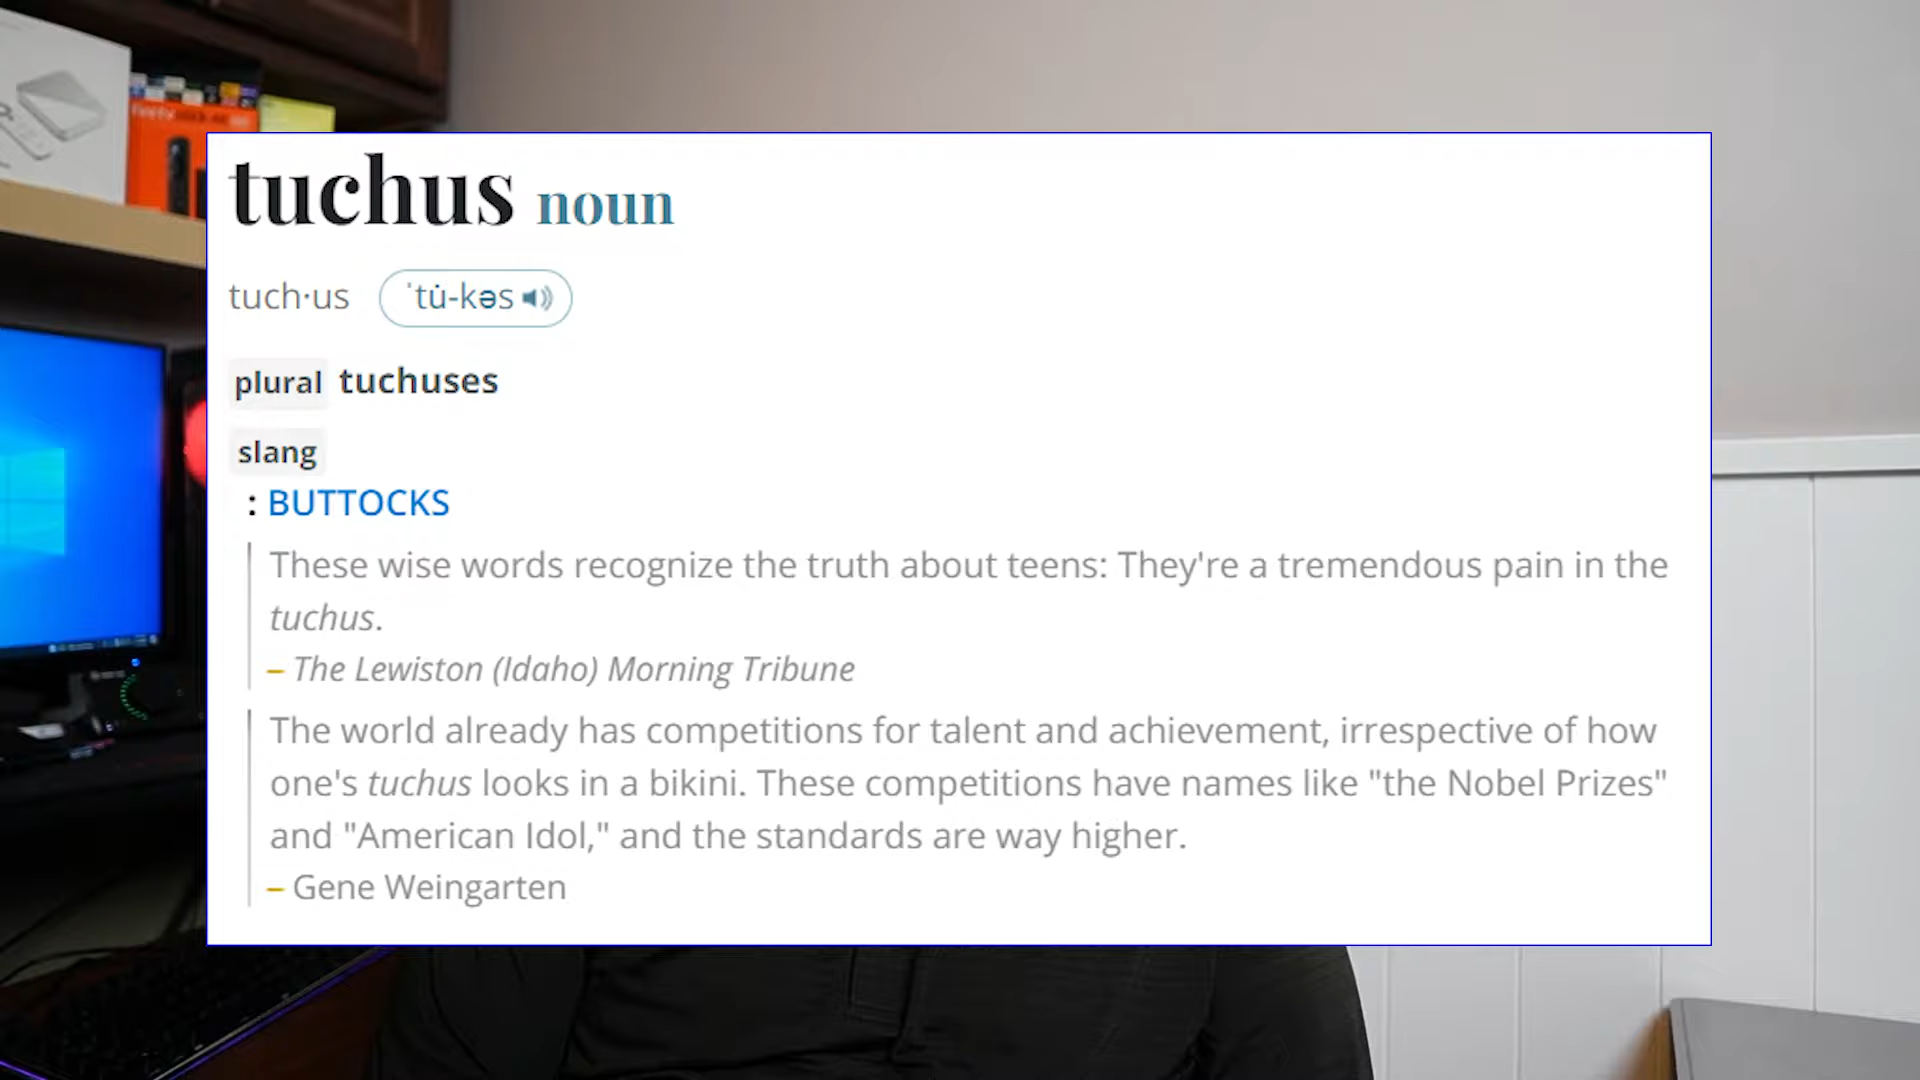 tuchus noun
tuch·us ˈtu̇-kəs
plural tuchuses
slang
: BUTTOCKS
These wise words recognize the truth about teens: They're a tremendous pain in the
tuchus.
– The Lewiston (Idaho) Morning Tribune
The world already has competitions for talent and achievement, irrespective of how
one's tuchus looks in a bikini. These competitions have names like "the Nobel Prizes"
and "American Idol," and the standards are way higher.
– Gene Weingarten